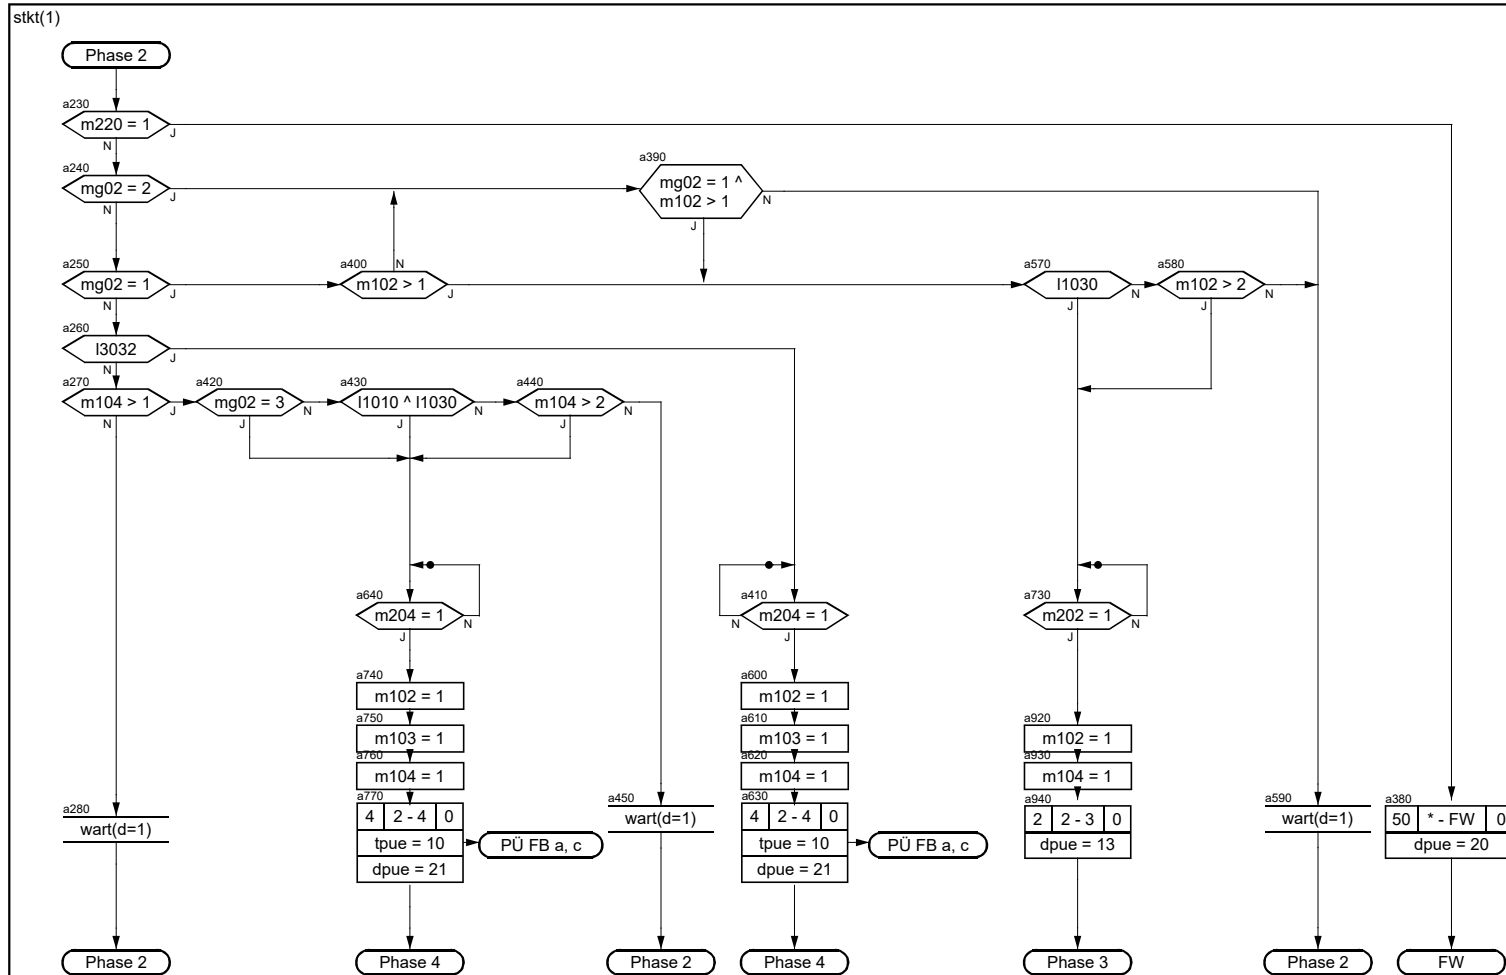 stkt(1)
Phase 2
a230
m220 = 1
J
N
a240
mg02 = 2
J
N
a390
mg02 = 1 ^
m102 > 1
N
J
a250
mg02 = 1
J
N
a400
N
m102 > 1
J
a570
l1030
N
J
a580
m102 > 2
N
J
a260
l3032
J
N
a270
m104 > 1
J
N
a420
mg02 = 3
N
J
a430
l1010 ^ l1030
N
J
a440
m104 > 2
N
J
a640
m204 = 1
N
J
a410
m204 = 1
N
J
a730
m202 = 1
N
J
a740
m102 = 1
a750
m103 = 1
a760
m104 = 1
a770
4 2 - 4 0
tpue = 10
dpue = 21
PÜ FB a, c
a600
m102 = 1
a610
m103 = 1
a620
m104 = 1
a630
4 2 - 4 0
tpue = 10
dpue = 21
PÜ FB a, c
a920
m102 = 1
a930
m104 = 1
a940
2 2 - 3 0
dpue = 13
a280
wart(d=1)
a450
wart(d=1)
a590
wart(d=1)
a380
50 * - FW 0
dpue = 20
Phase 2
Phase 4
Phase 2
Phase 4
Phase 3
Phase 2
FW